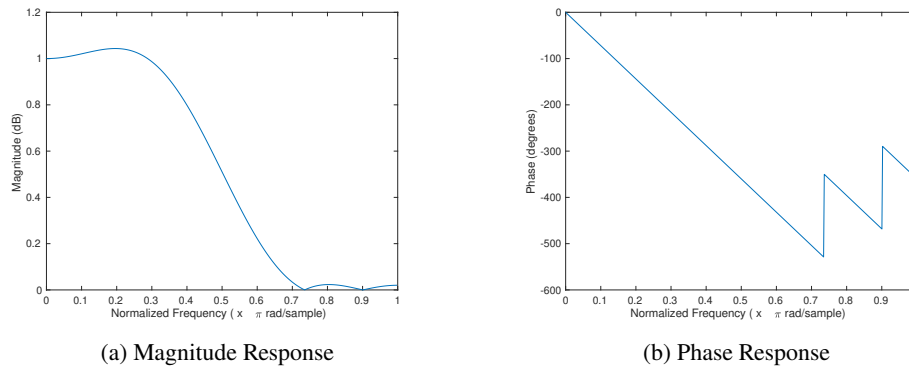 1.2
1
0.8
0.6
0.4
0.2
0
Magnitude (dB)
0 0.1 0.2 0.3 0.4 0.5 0.6 0.7 0.8 0.9 1
Normalized Frequency ( x π rad/sample)
(a) Magnitude Response
0
-100
-200
-300
-400
-500
-600
Phase (degrees)
0 0.1 0.2 0.3 0.4 0.5 0.6 0.7 0.8 0.9
Normalized Frequency ( x π rad/sample)
(b) Phase Response